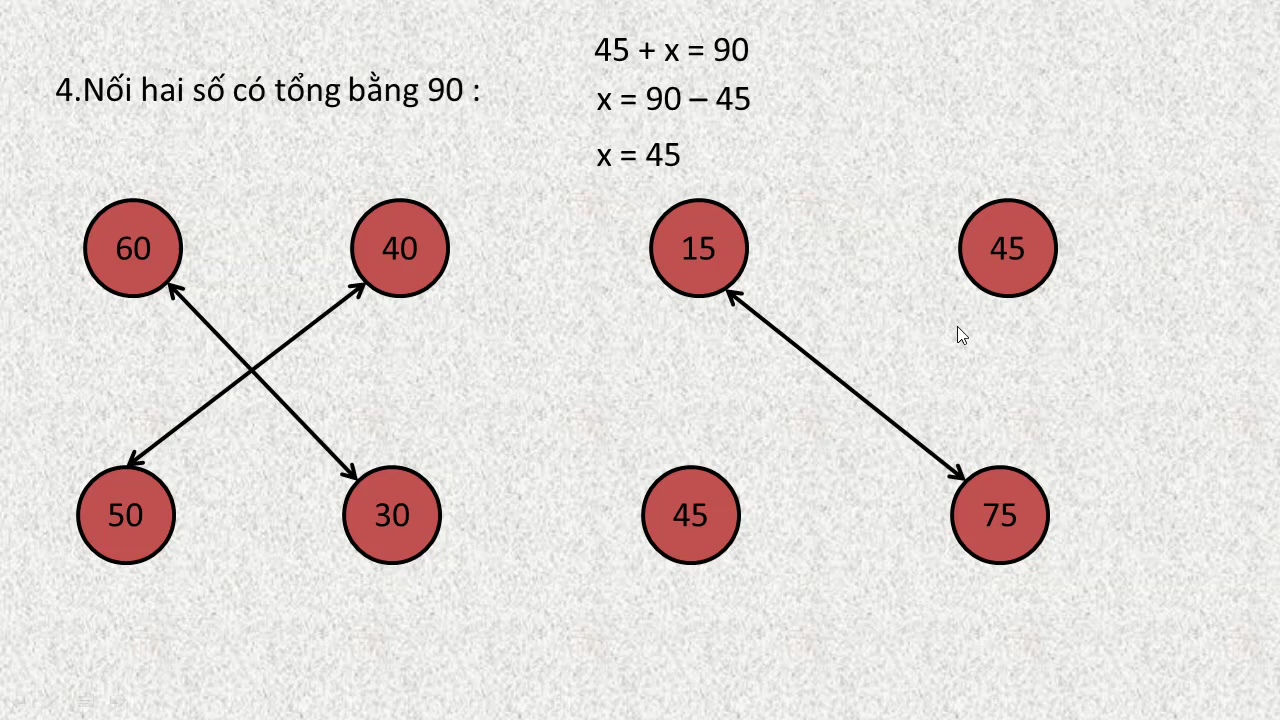 4.Nối hai số có tổng bằng 90 :
45 + x = 90
x = 90 – 45
x = 45
60
40
15
45
50
30
45
75